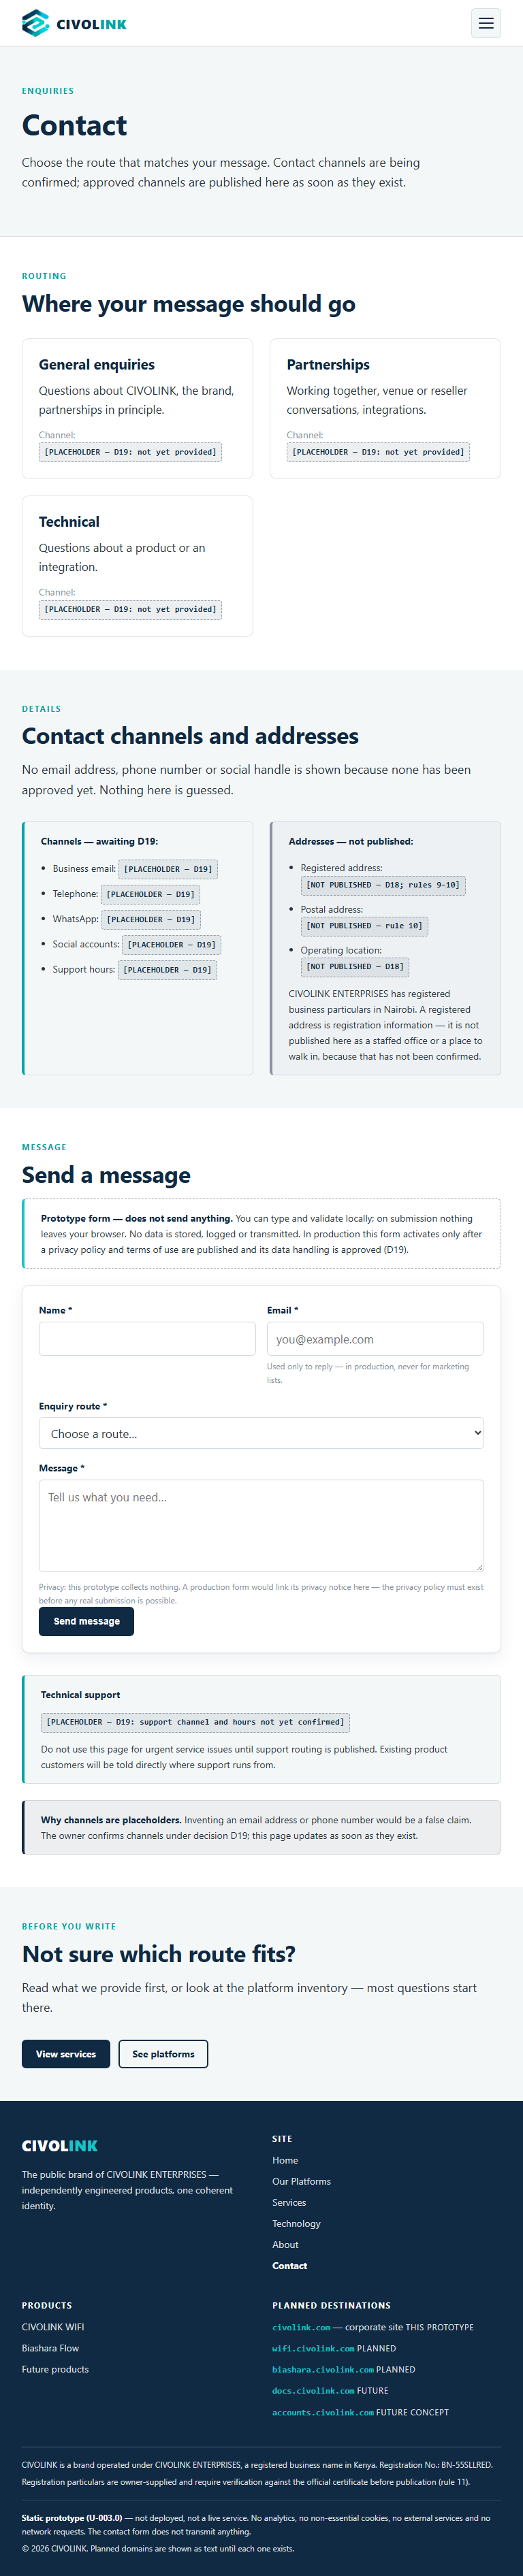 CIVOLINK
ENQUIRIES
Contact
Choose the route that matches your message. Contact channels are being
confirmed; approved channels are published here as soon as they exist.
ROUTING
Where your message should go
General enquiries
Questions about CIVOLINK, the brand,
partnerships in principle.
Channel:
[PLACEHOLDER — D19: not yet provided]
Partnerships
Working together, venue or reseller
conversations, integrations.
Channel:
[PLACEHOLDER — D19: not yet provided]
Technical
Questions about a product or an
integration.
Channel:
[PLACEHOLDER — D19: not yet provided]
DETAILS
Contact channels and addresses
No email address, phone number or social handle is shown because none has been
approved yet. Nothing here is guessed.
Channels — awaiting D19:
• Business email: [PLACEHOLDER — D19]
• Telephone: [PLACEHOLDER — D19]
• WhatsApp: [PLACEHOLDER — D19]
• Social accounts: [PLACEHOLDER — D19]
• Support hours: [PLACEHOLDER — D19]
Addresses — not published:
• Registered address:
[NOT PUBLISHED — D18; rules 9–10]
• Postal address:
[NOT PUBLISHED — rule 10]
• Operating location:
[NOT PUBLISHED — D18]
CIVOLINK ENTERPRISES has registered
business particulars in Nairobi. A registered
address is registration information — it is not
published here as a staffed office or a place to
walk in, because that has not been confirmed.
MESSAGE
Send a message
Prototype form — does not send anything. You can type and validate locally; on submission nothing
leaves your browser. No data is stored, logged or transmitted. In production this form activates only after
a privacy policy and terms of use are published and its data handling is approved (D19).
Name *
Email *
you@example.com
Used only to reply — in production, never for marketing
lists.
Enquiry route *
Choose a route...
Message *
Tell us what you need...
Privacy: this prototype collects nothing. A production form would link its privacy notice here — the privacy policy must exist
before any real submission is possible.
Send message
Technical support
[PLACEHOLDER — D19: support channel and hours not yet confirmed]
Do not use this page for urgent service issues until support routing is published. Existing product
customers will be told directly where support runs from.
Why channels are placeholders. Inventing an email address or phone number would be a false claim.
The owner confirms channels under decision D19; this page updates as soon as they exist.
BEFORE YOU WRITE
Not sure which route fits?
Read what we provide first, or look at the platform inventory — most questions start
there.
View services
See platforms
CIVOLINK
The public brand of CIVOLINK ENTERPRISES —
independently engineered products, one coherent
identity.
SITE
Home
Our Platforms
Services
Technology
About
Contact
PRODUCTS
CIVOLINK WIFI
Biashara Flow
Future products
PLANNED DESTINATIONS
civolink.com — corporate site THIS PROTOTYPE
wifi.civolink.com PLANNED
biashara.civolink.com PLANNED
docs.civolink.com FUTURE
accounts.civolink.com FUTURE CONCEPT
CIVOLINK is a brand operated under CIVOLINK ENTERPRISES, a registered business name in Kenya. Registration No.: BN-55SLLRED.
Registration particulars are owner-supplied and require verification against the official certificate before publication (rule 11).
Static prototype (U-003.0) — not deployed, not a live service. No analytics, no non-essential cookies, no external services and no
network requests. The contact form does not transmit anything.
© 2026 CIVOLINK. Planned domains are shown as text until each one exists.